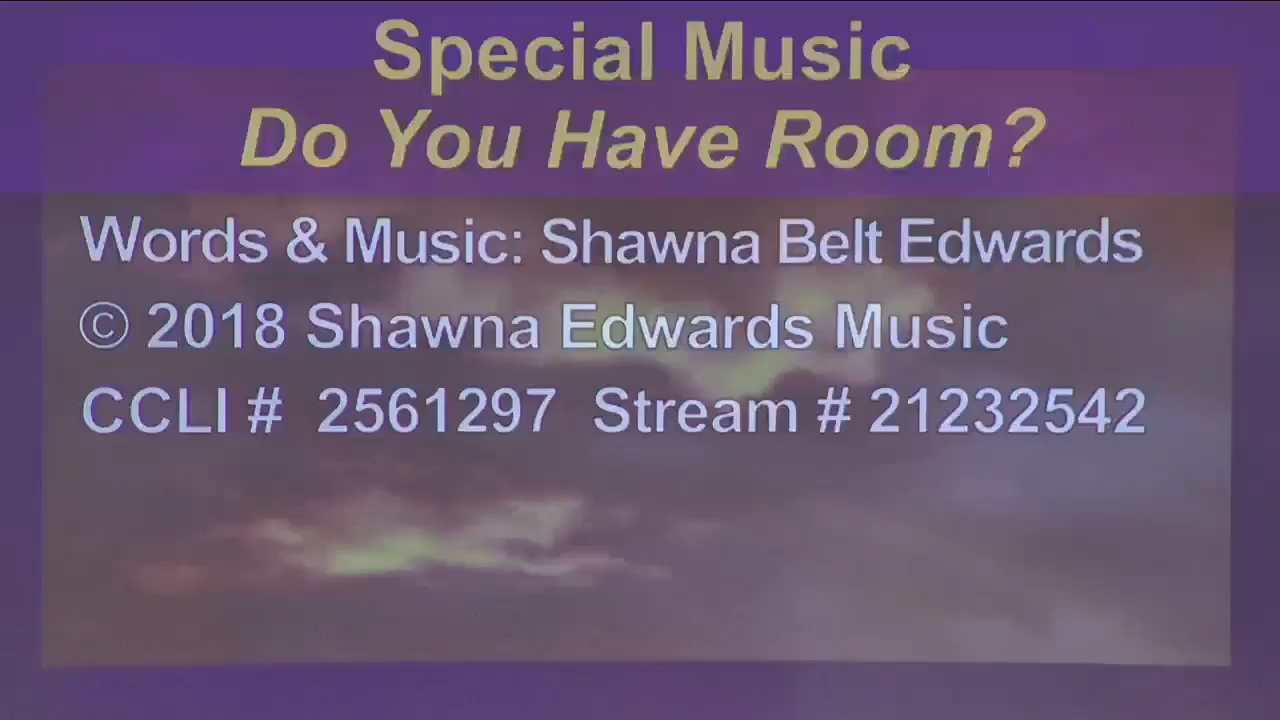 Special Music
Do You Have Room?
Words & Music: Shawna Belt Edwards
© 2018 Shawna Edwards Music
CCLI # 2561297 Stream # 21232542